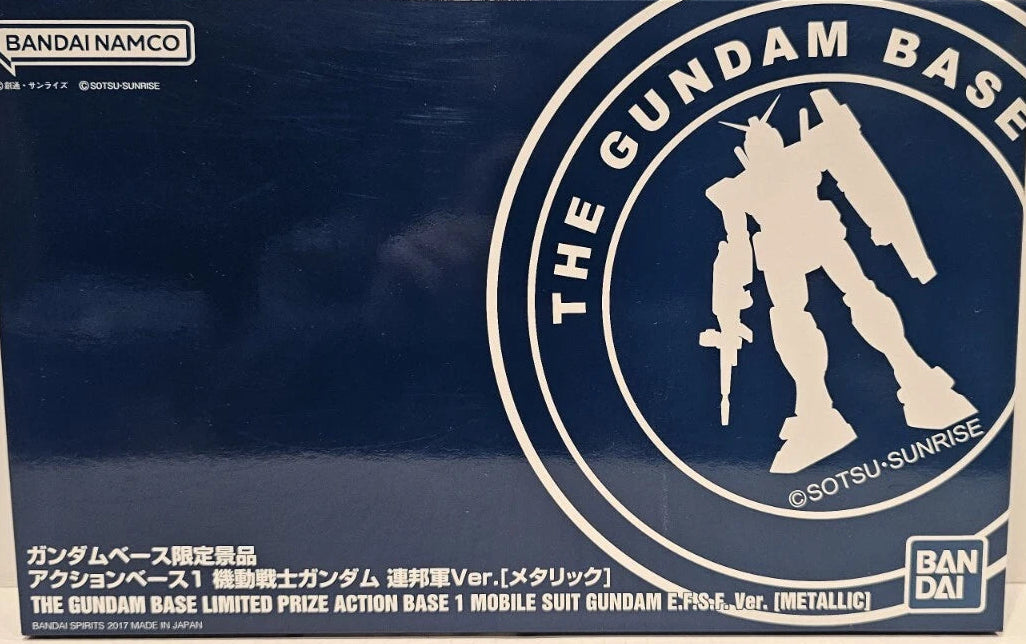 BANDAI NAMCO
©創通・サンライズ ©SOTSU・SUNRISE
THE GUNDAM BASE
©SOTSU・SUNRISE
ガンダムベース限定景品
アクションベース1 機動戦士ガンダム 連邦軍Ver.[メタリック]
THE GUNDAM BASE LIMITED PRIZE ACTION BASE 1 MOBILE SUIT GUNDAM E.F.S.F. Ver. [METALLIC]
BANDAI SPIRITS 2017 MADE IN JAPAN
BAN
DAI